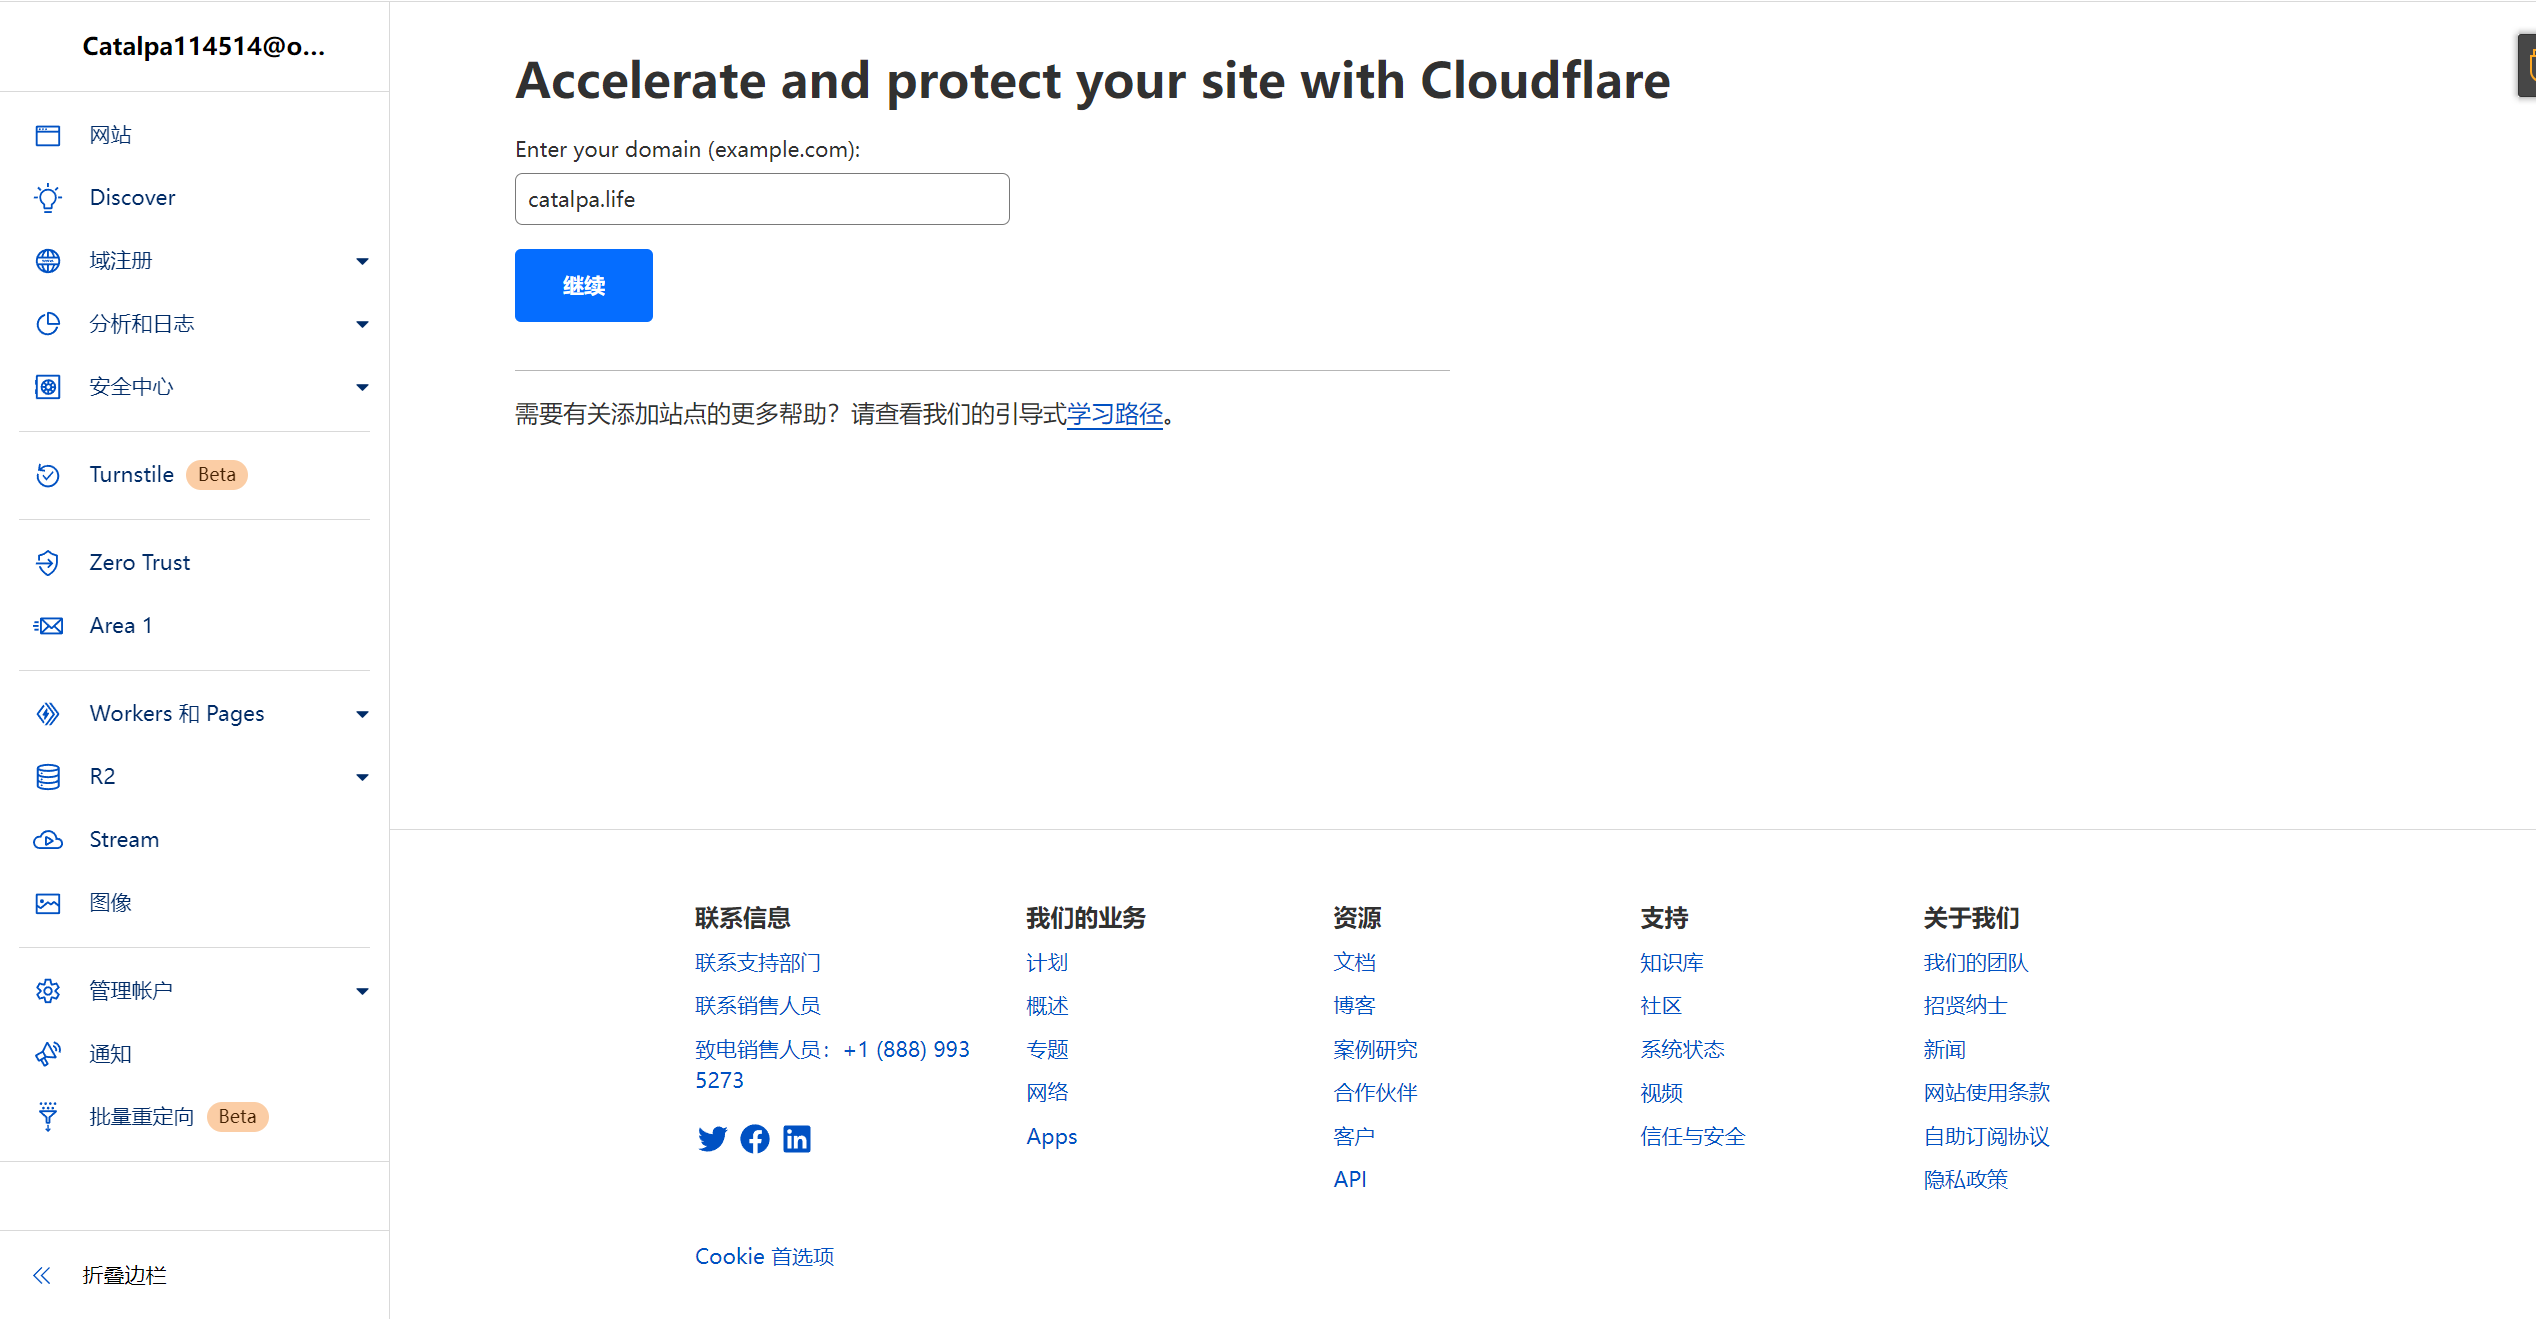 Catalpa114514@o...
网站
Discover
域注册
分析和日志
安全中心
Turnstile Beta
Zero Trust
Area 1
Workers 和 Pages
R2
Stream
图像
管理帐户
通知
批量重定向 Beta
折叠边栏
Accelerate and protect your site with Cloudflare
Enter your domain (example.com):
catalpa.life
继续
需要有关添加站点的更多帮助？请查看我们的引导式学习路径。
联系信息
联系支持部门
联系销售人员
致电销售人员：+1 (888) 993
5273
我们的业务
计划
概述
专题
网络
Apps
资源
文档
博客
案例研究
合作伙伴
客户
API
支持
知识库
社区
系统状态
视频
信任与安全
关于我们
我们的团队
招贤纳士
新闻
网站使用条款
自助订阅协议
隐私政策
Cookie 首选项